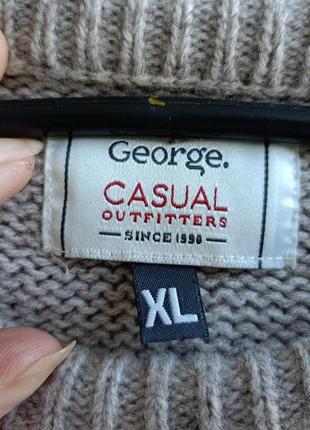 George.
CASUAL
OUTFITTERS
SINCE 1990
XL